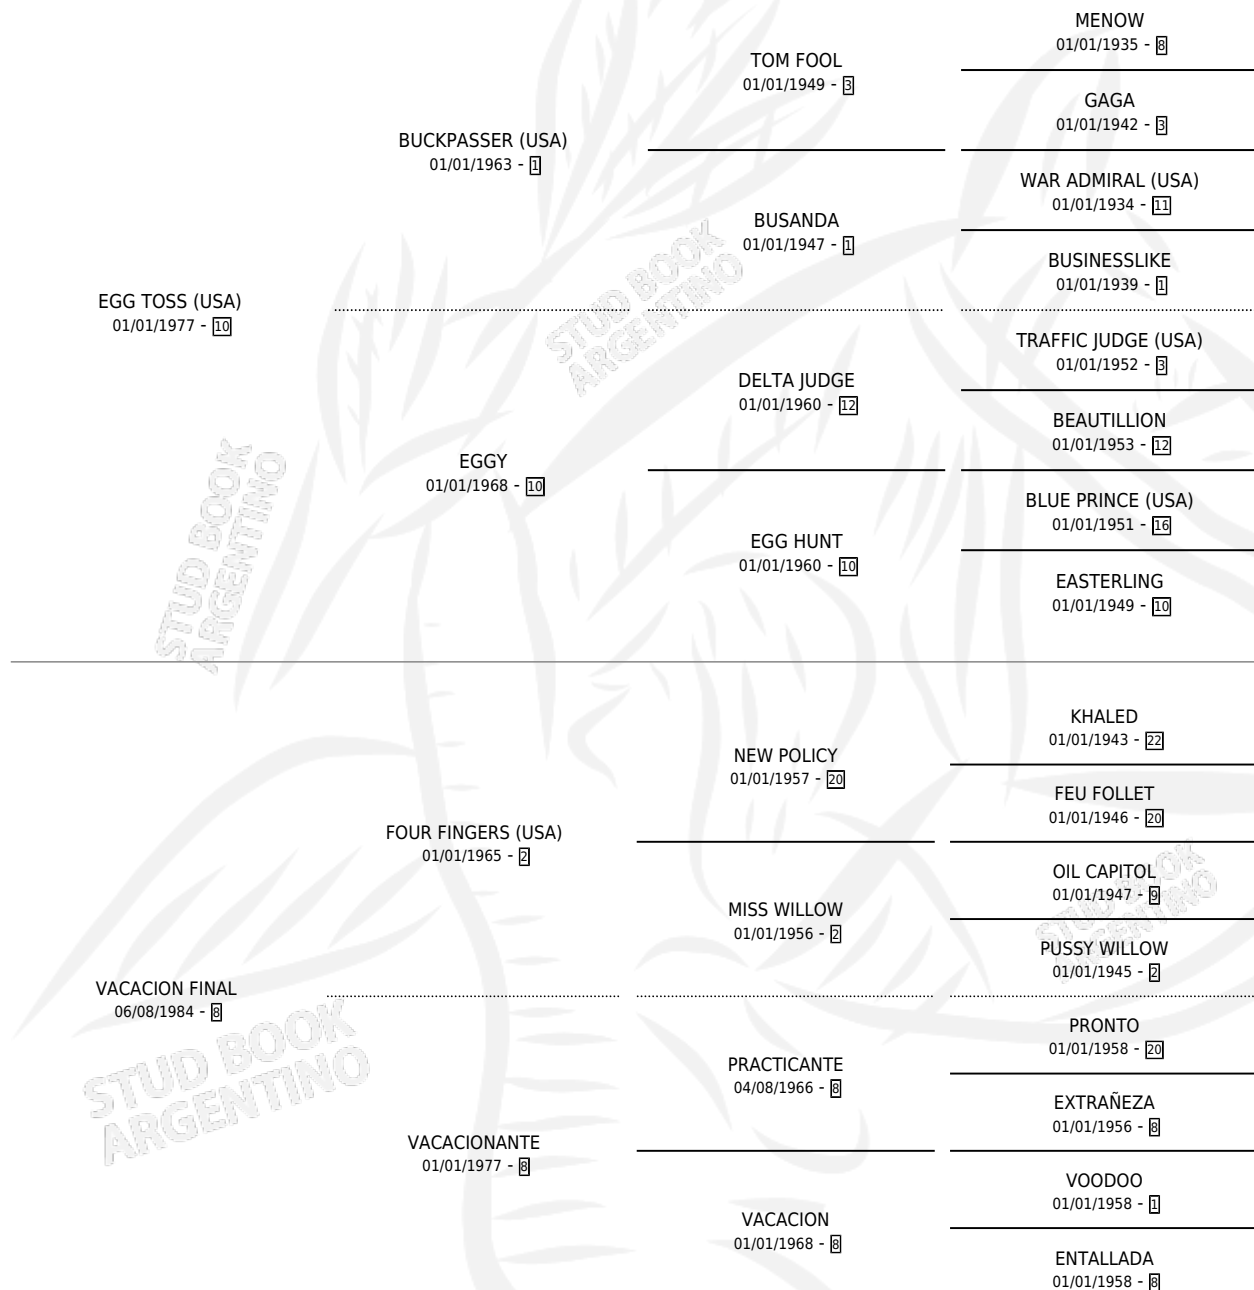 MENOW
01/01/1935 - 8
TOM FOOL
01/01/1949 - 3
GAGA
01/01/1942 - 3
BUCKPASSER (USA)
01/01/1963 - 1
WAR ADMIRAL (USA)
01/01/1934 - 11
BUSANDA
01/01/1947 - 1
BUSINESSLIKE
01/01/1939 - 1
EGG TOSS (USA)
01/01/1977 - 10
TRAFFIC JUDGE (USA)
01/01/1952 - 3
DELTA JUDGE
01/01/1960 - 12
BEAUTILLION
01/01/1953 - 12
EGGY
01/01/1968 - 10
BLUE PRINCE (USA)
01/01/1951 - 16
EGG HUNT
01/01/1960 - 10
EASTERLING
01/01/1949 - 10
KHALED
01/01/1943 - 22
NEW POLICY
01/01/1957 - 20
FEU FOLLET
01/01/1946 - 20
FOUR FINGERS (USA)
01/01/1965 - 2
OIL CAPITOL
01/01/1947 - 9
MISS WILLOW
01/01/1956 - 2
PUSSY WILLOW
01/01/1945 - 2
VACACION FINAL
06/08/1984 - 8
PRONTO
01/01/1958 - 20
PRACTICANTE
04/08/1966 - 8
EXTRAÑEZA
01/01/1956 - 8
VACACIONANTE
01/01/1977 - 8
VOODOO
01/01/1958 - 1
VACACION
01/01/1968 - 8
ENTALLADA
01/01/1958 - 8
STUD BOOK
ARGENTINO
STUD BOOK
ARGENTINO
STUD BOOK
ARGENTINO
STUD BOOK
ARGENTINO